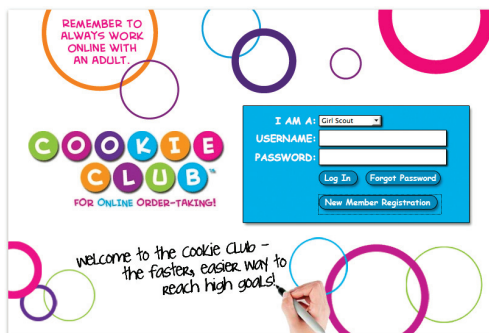 REMEMBER TO
ALWAYS WORK
ONLINE WITH
AN ADULT.
I AM A: Girl Scout
USERNAME:
PASSWORD:
Log In Forgot Password
New Member Registration
COOKIE
CLUB™
FOR ONLINE ORDER-TAKING!
Welcome to the Cookie Club –
the faster, easier way to
reach high goals!